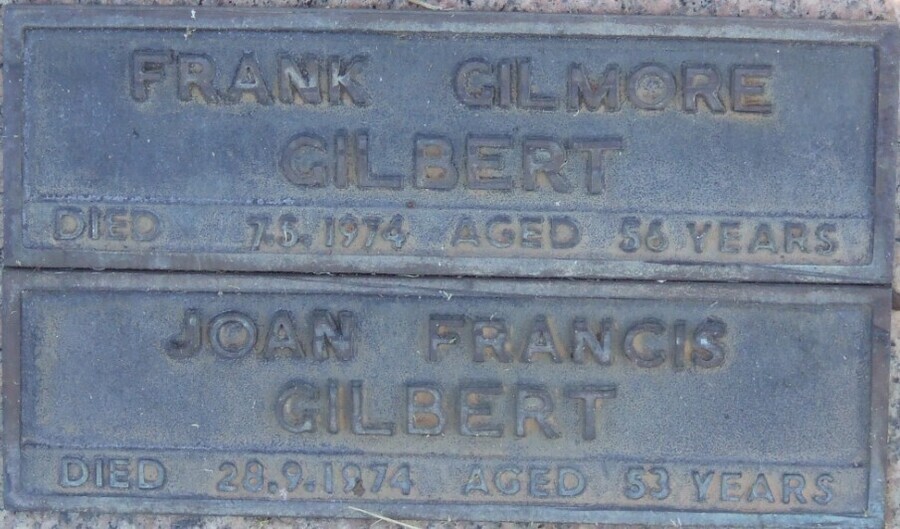 FRANK GILMORE
GILBERT
DIED 7.5.1974 AGED 56 YEARS
JOAN FRANCIS
GILBERT
DIED 28.9.1974 AGED 53 YEARS